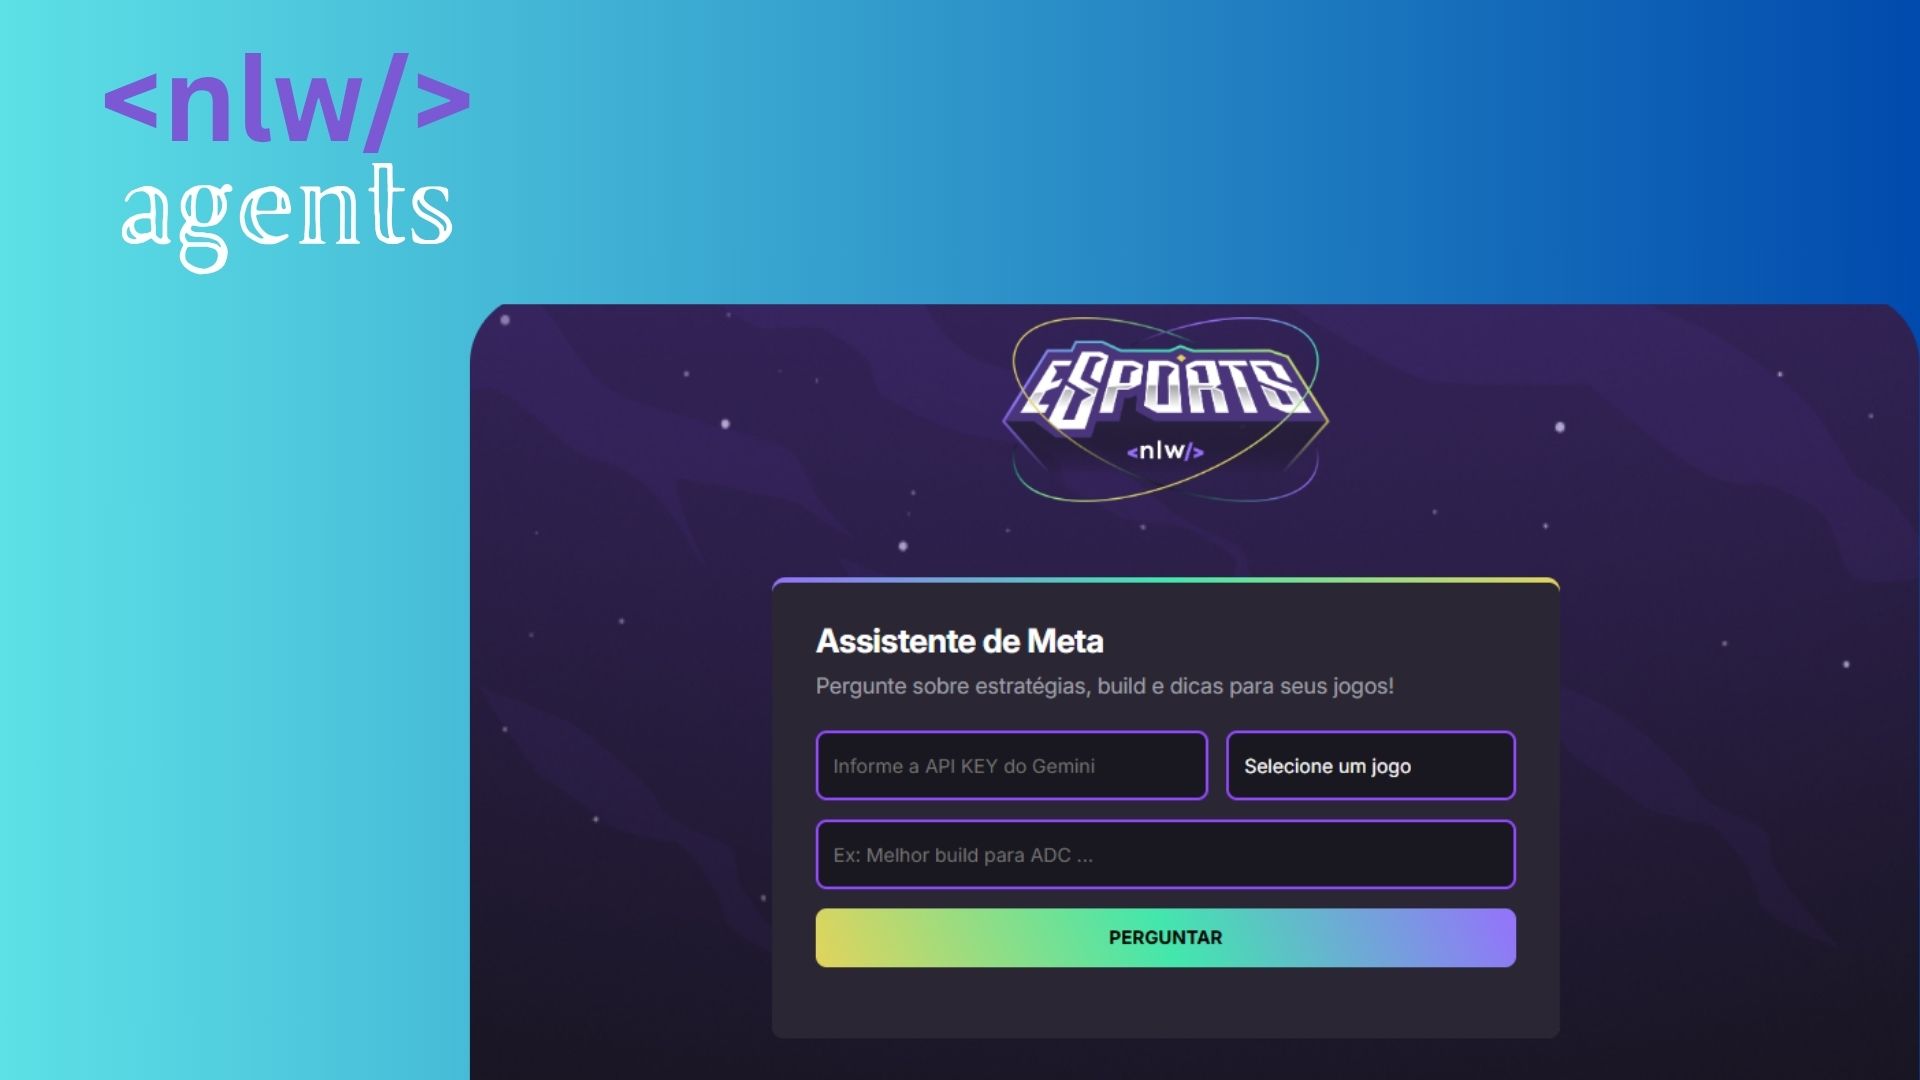 <nlw/>
agents
ESPORTS
<nlw/>
Assistente de Meta
Pergunte sobre estratégias, build e dicas para seus jogos!
Informe a API KEY do Gemini
Selecione um jogo
Ex: Melhor build para ADC ...
PERGUNTAR